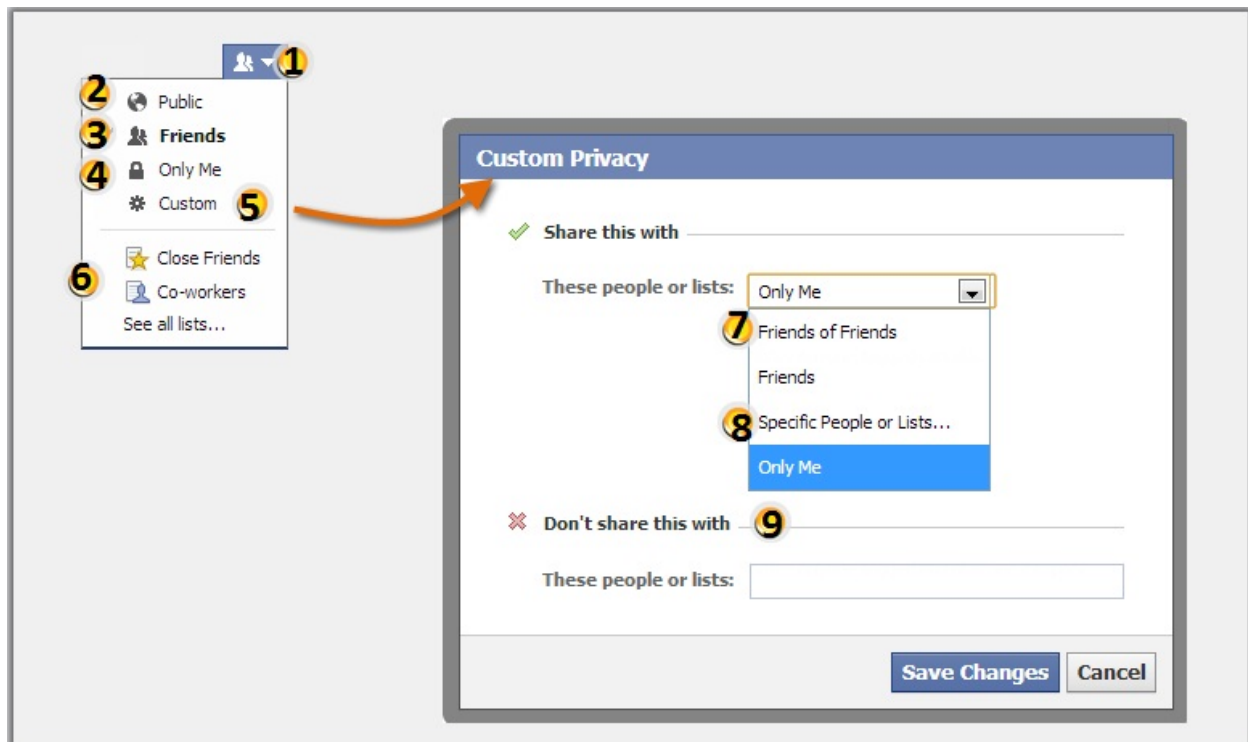 1
2 Public
3 Friends
4 Only Me
Custom 5
Close Friends
6
Co-workers
See all lists...
Custom Privacy
Share this with
These people or lists: Only Me
7 Friends of Friends
Friends
8 Specific People or Lists...
Only Me
Don't share this with 9
These people or lists:
Save Changes Cancel